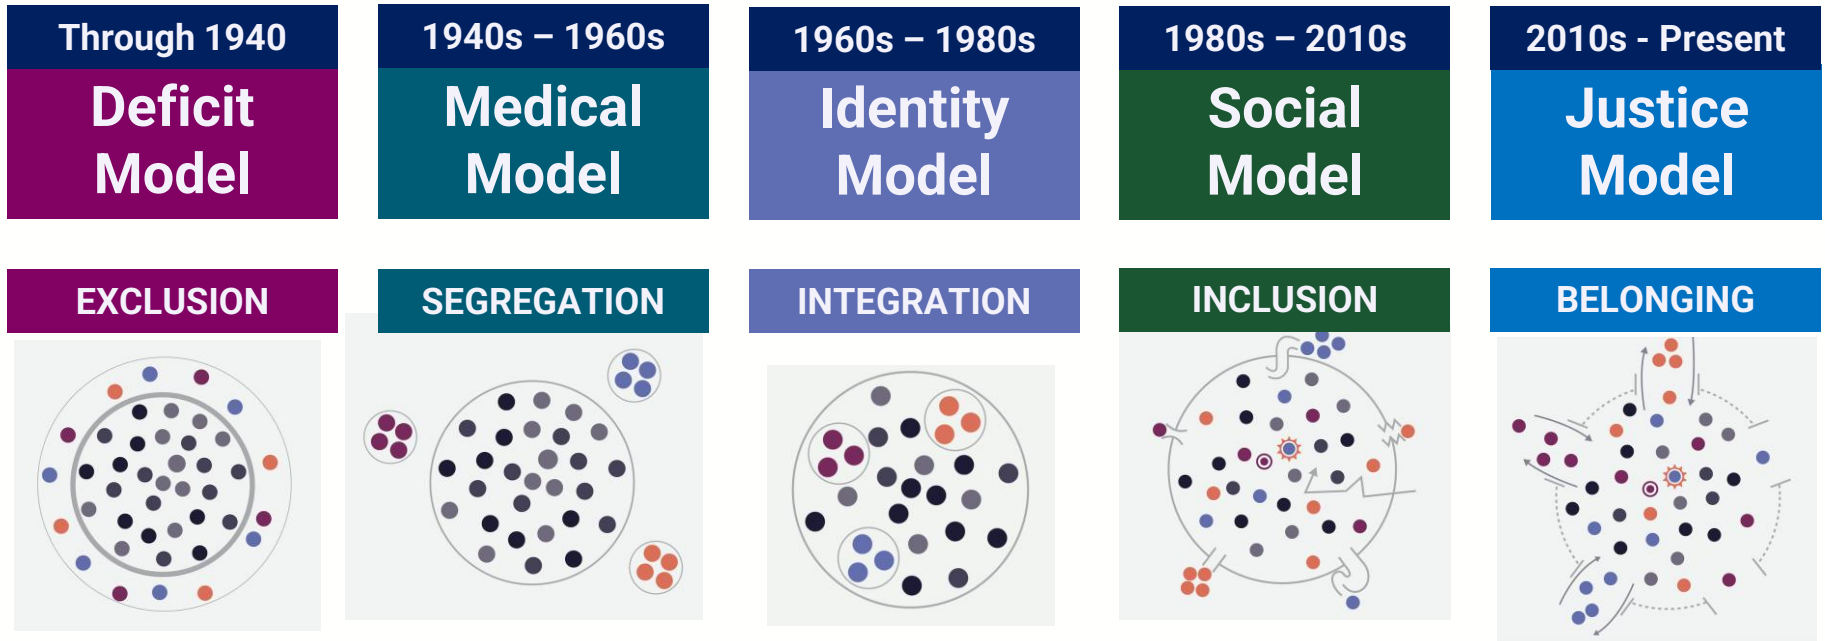 Through 1940
Deficit
Model
EXCLUSION
1940s – 1960s
Medical
Model
SEGREGATION
1960s – 1980s
Identity
Model
INTEGRATION
1980s – 2010s
Social
Model
INCLUSION
2010s - Present
Justice
Model
BELONGING